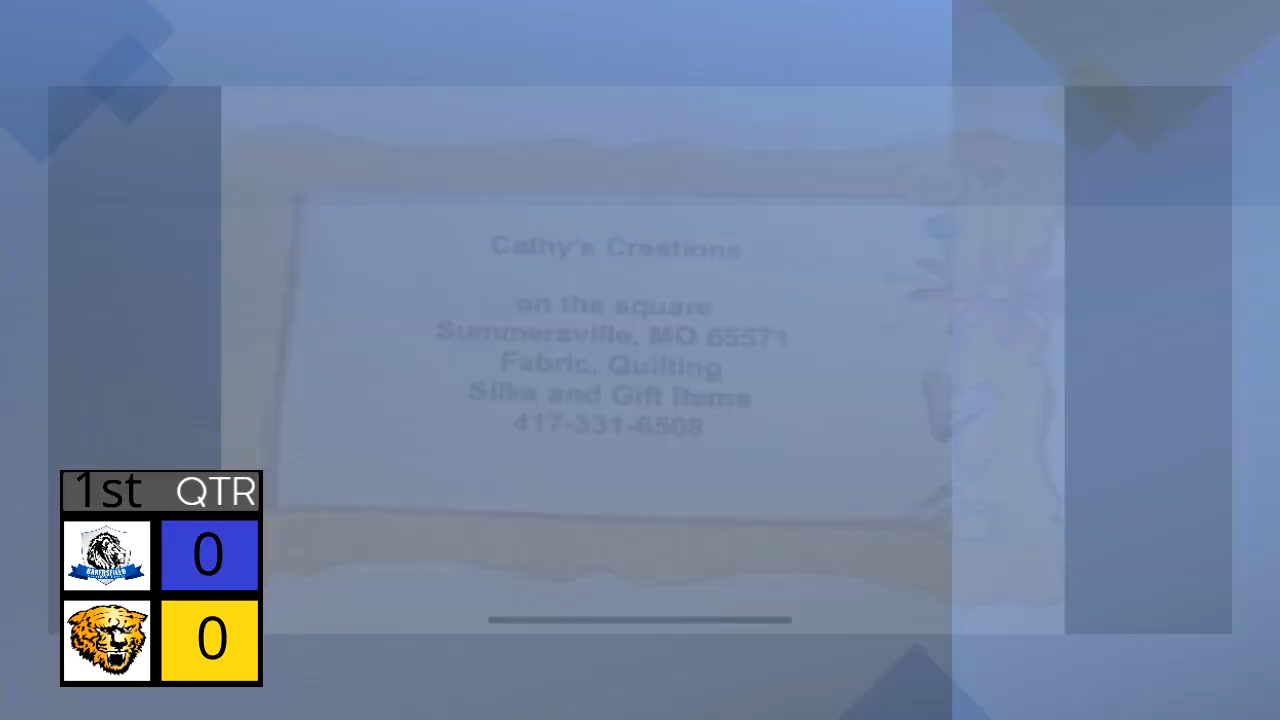 Cathy's Creations
on the square
Summersville, MO 65571
Fabric, Quilting
Silks and Gift Items
417-331-6508
1st QTR
BAKERSFIELD
0
0